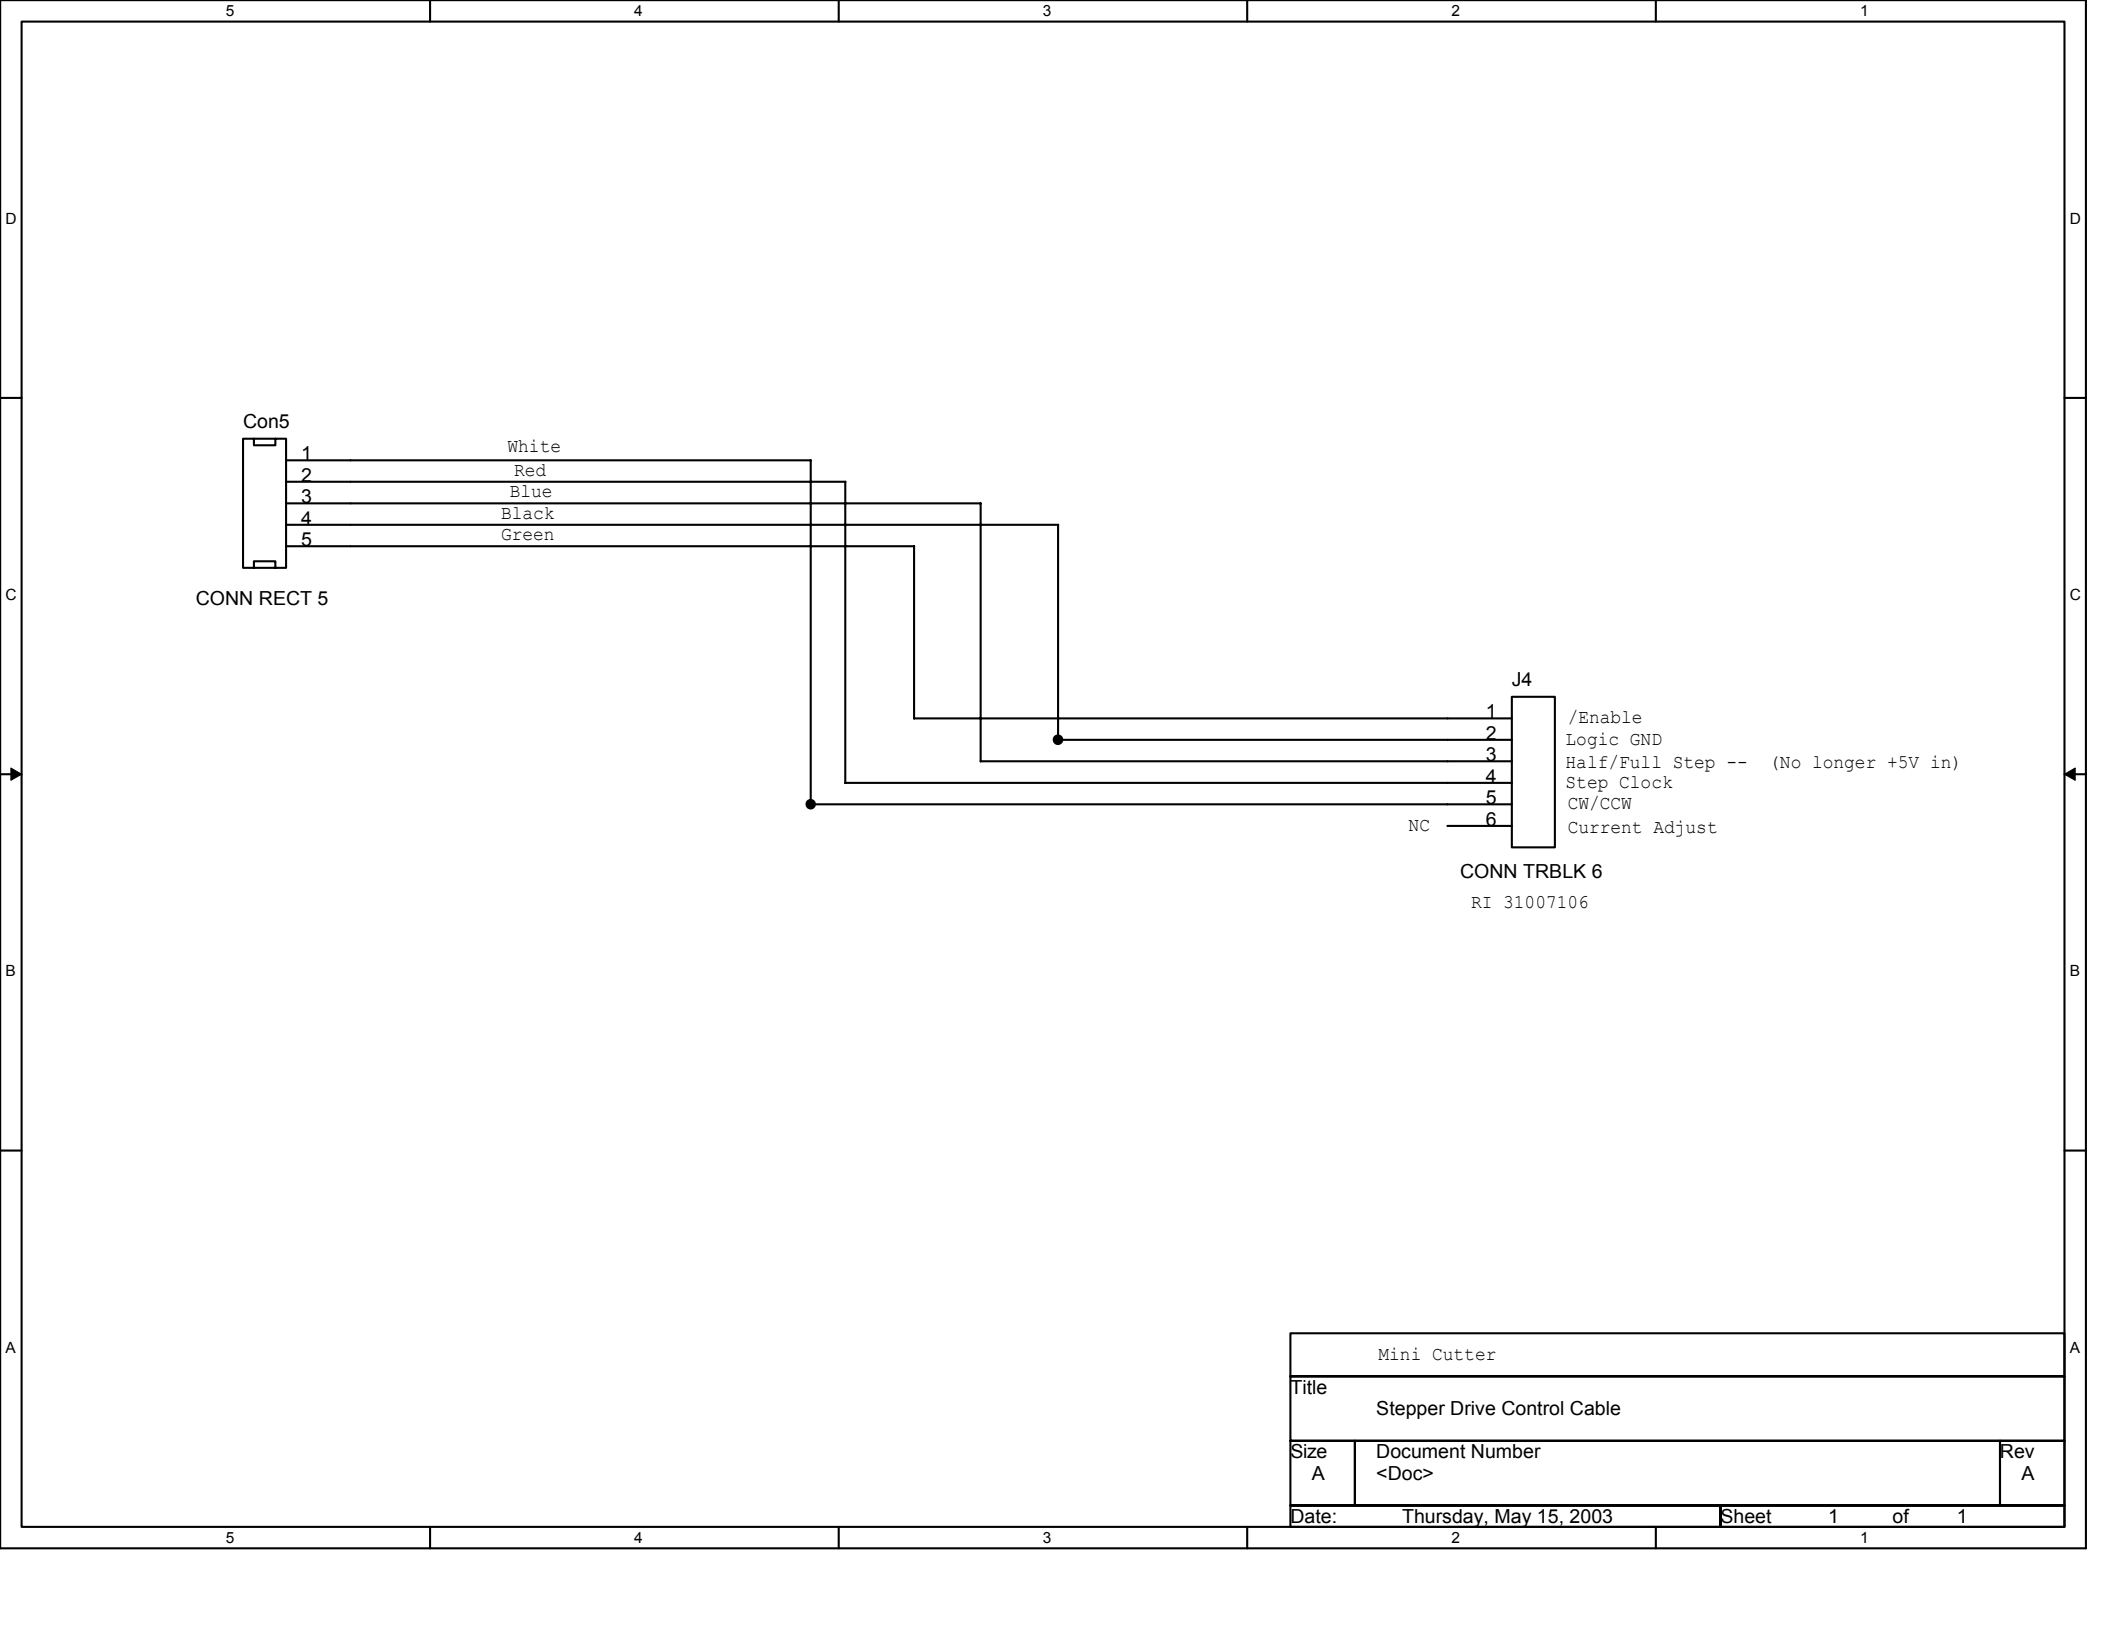 5 4 3 2 1
D D
Con5
1 White
2 Red
3 Blue
4 Black
5 Green
C C
CONN RECT 5
J4
1 /Enable
2 Logic GND
3 Half/Full Step -- (No longer +5V in)
4 Step Clock
5 CW/CCW
NC 6 Current Adjust
CONN TRBLK 6
RI 31007106
B B
A A
Mini Cutter
Title
Stepper Drive Control Cable
Size Document Number Rev
A <Doc> A
Date: Thursday, May 15, 2003 Sheet 1 of 1
5 4 3 2 1